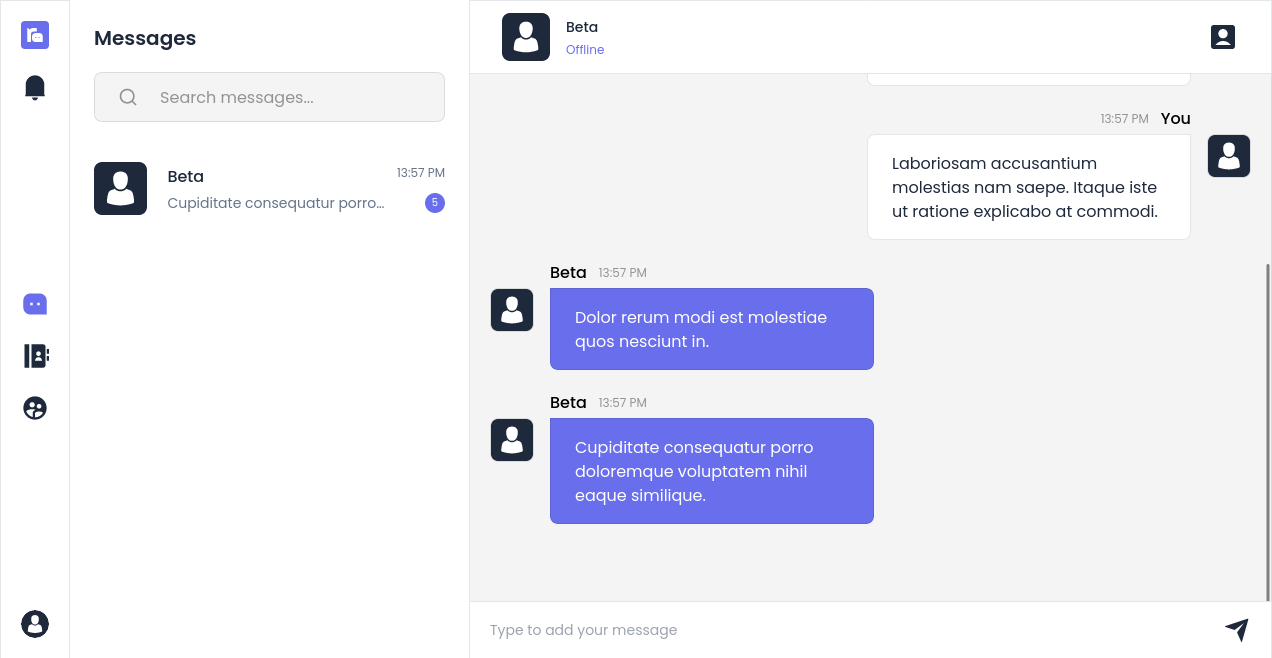 Messages
Search messages...
Beta
13:57 PM
Cupiditate consequatur porro...
5
Beta
Offline
13:57 PM You
Laboriosam accusantium
molestias nam saepe. Itaque iste
ut ratione explicabo at commodi.
Beta 13:57 PM
Dolor rerum modi est molestiae
quos nesciunt in.
Beta 13:57 PM
Cupiditate consequatur porro
doloremque voluptatem nihil
eaque similique.
Type to add your message